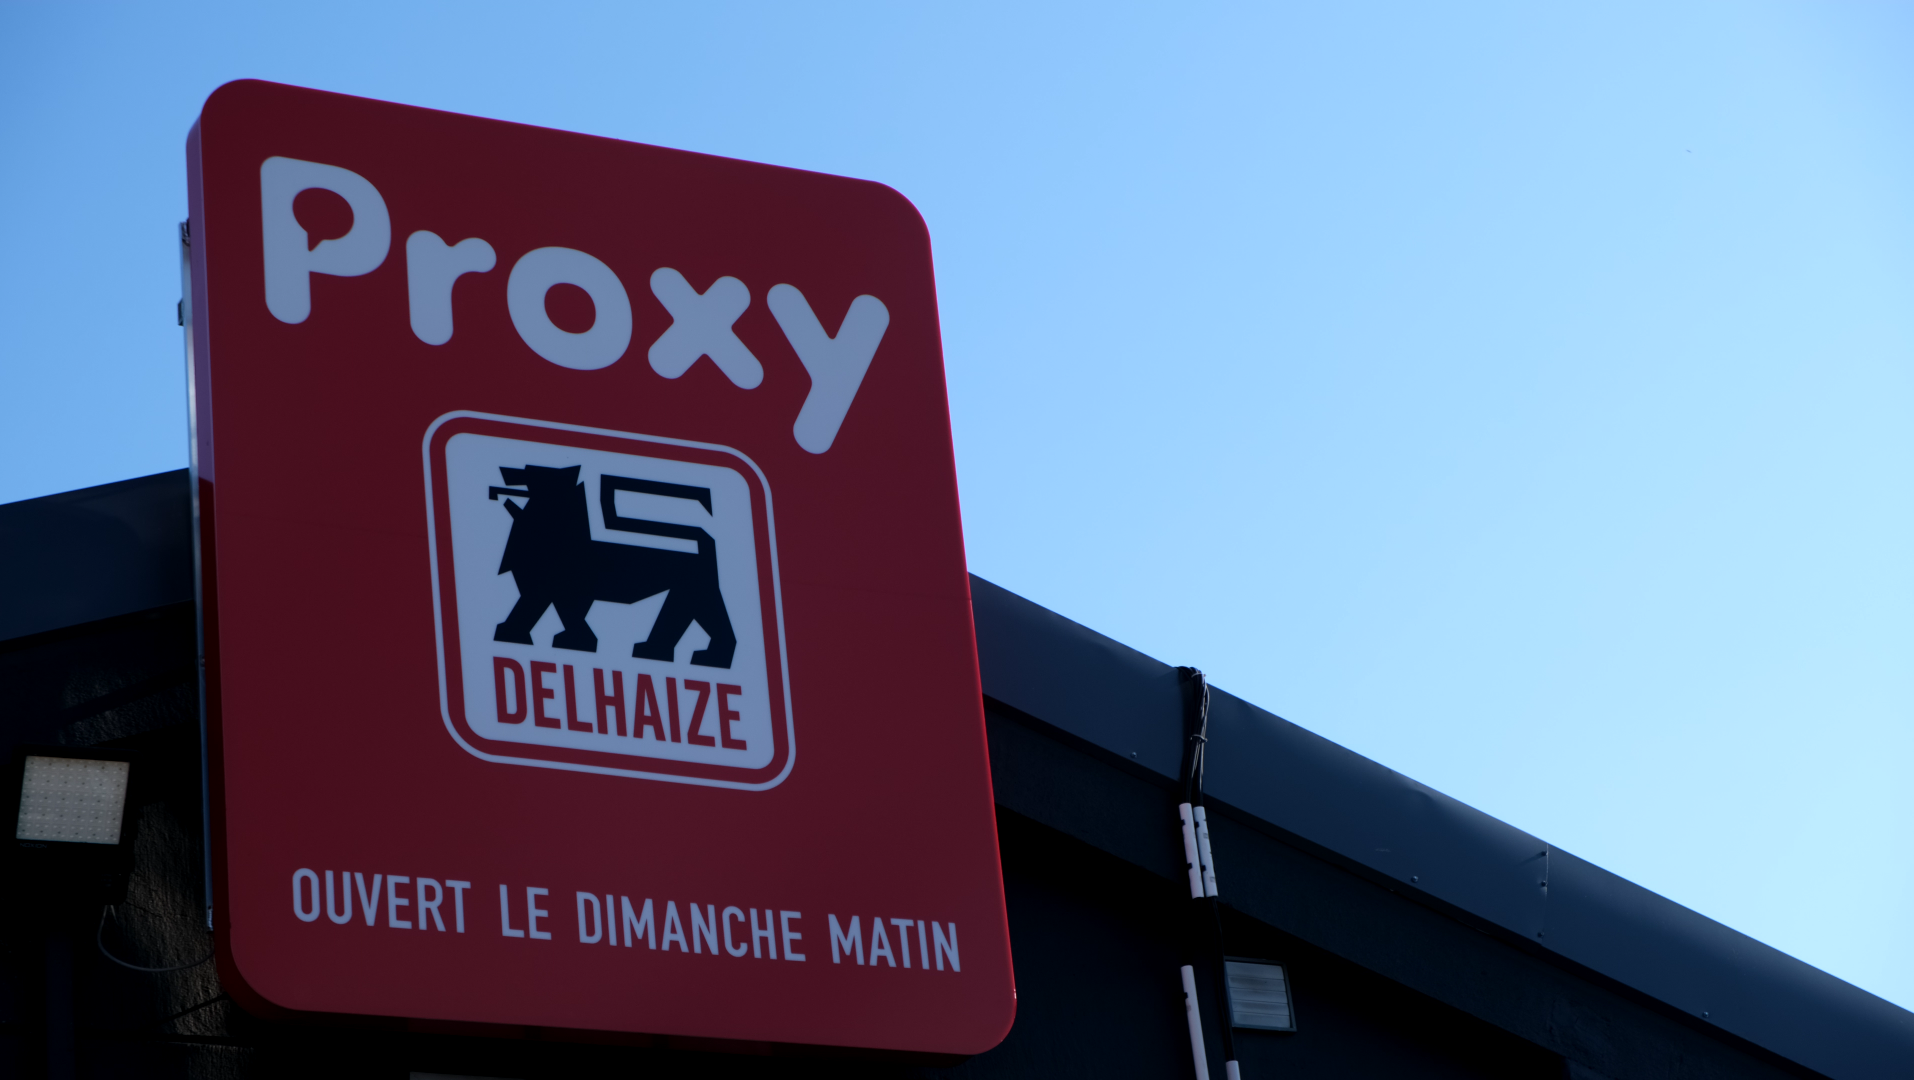 Proxy
DELHAIZE
OUVERT LE DIMANCHE MATIN